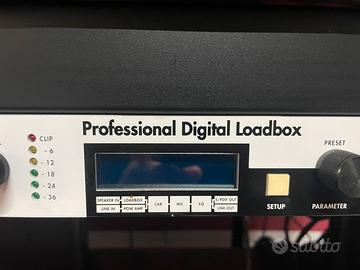 Professional Digital Loadbox
CLIP
- 6
- 12
- 18
- 24
- 36
PRESET
SPEAKER IN LOADBOX CAB MIC EQ S/PDIF OUT
LINE IN POW AMP LINE OUT
SETUP
PARAMETER
subito